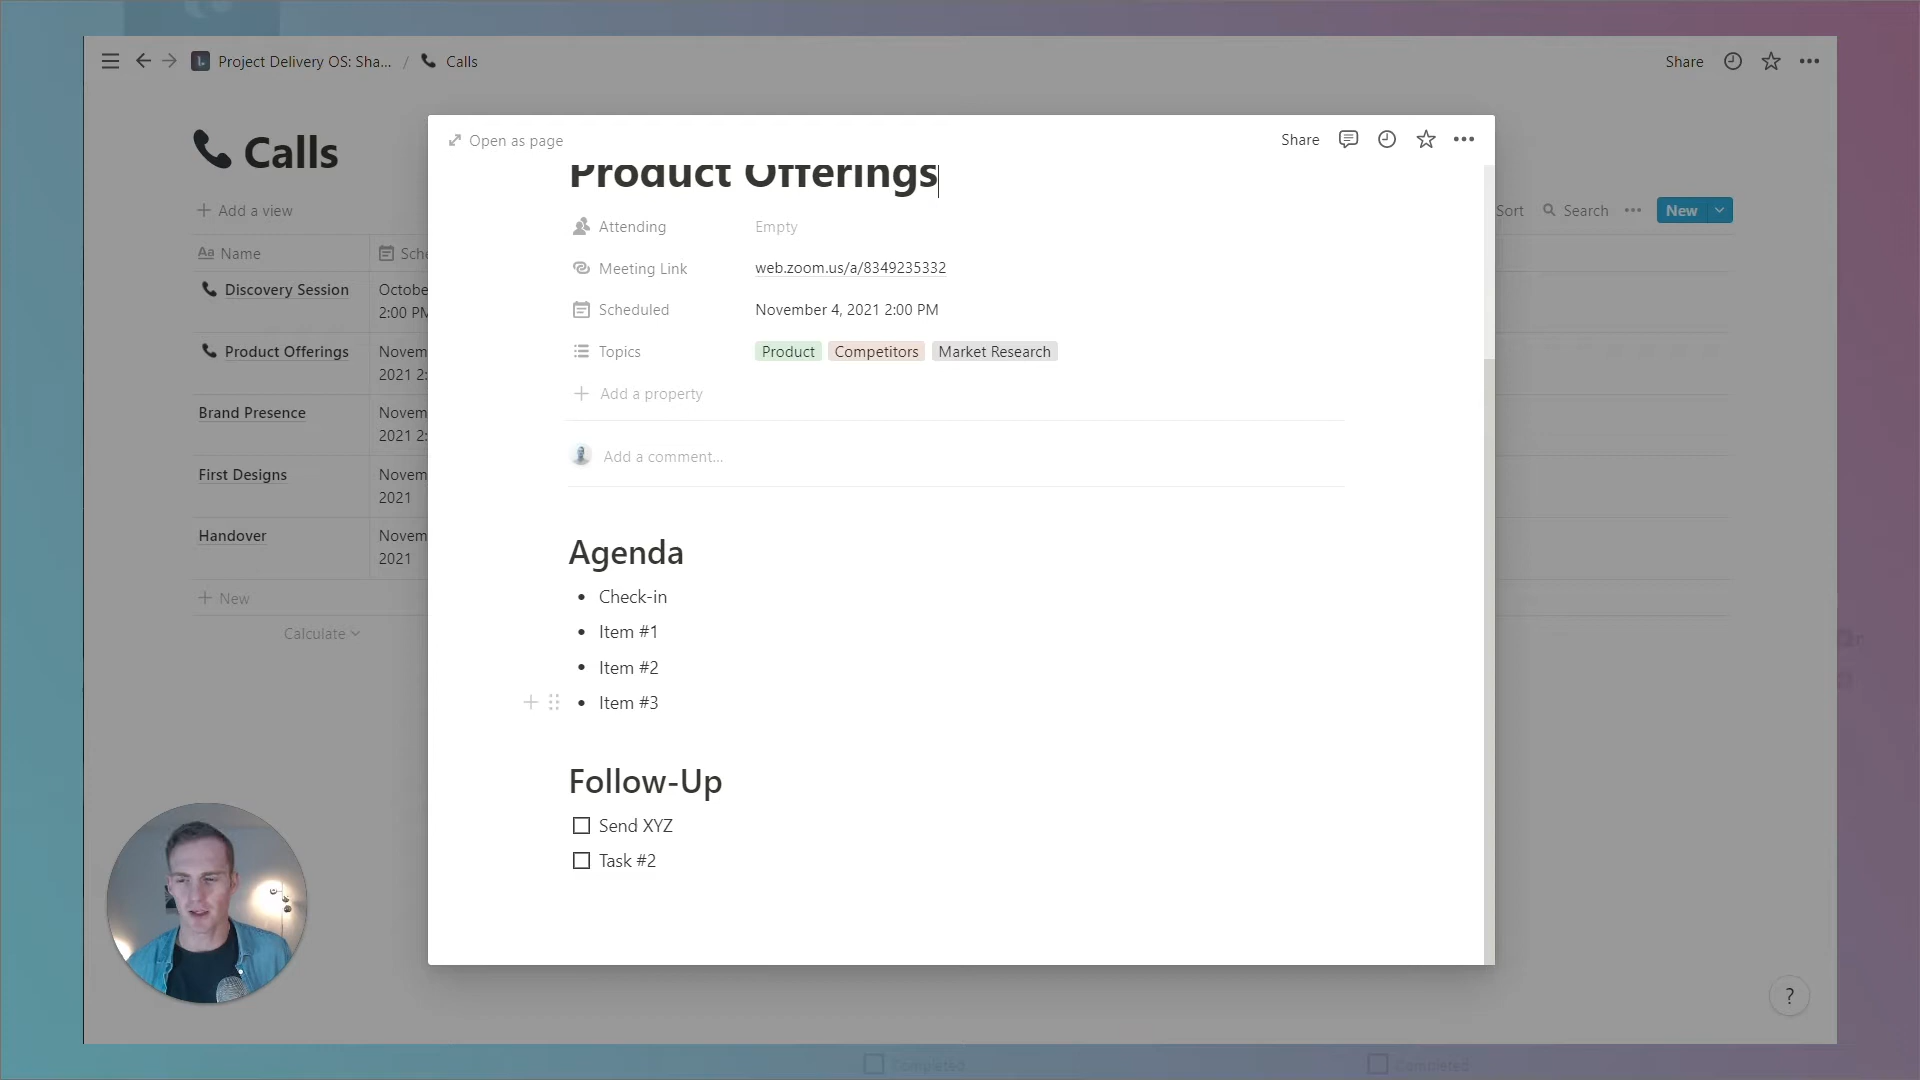 Project Delivery OS: Sha... / Calls
Share
Calls
Open as page
Share
Product Offerings
Add a view
Sort
Search
New
Attending
Empty
Aa Name
Sche
Meeting Link
web.zoom.us/a/8349235332
Discovery Session
Octobe
2:00 PM
Scheduled
November 4, 2021 2:00 PM
Product Offerings
Novem
2021 2:
Topics
Product
Competitors
Market Research
Add a property
Brand Presence
Novem
2021 2:
Add a comment...
First Designs
Novem
2021
Handover
Novem
2021
New
Calculate
Agenda
• Check-in
• Item #1
• Item #2
• Item #3
Follow-Up
Send XYZ
Task #2
?
Completed
Completed